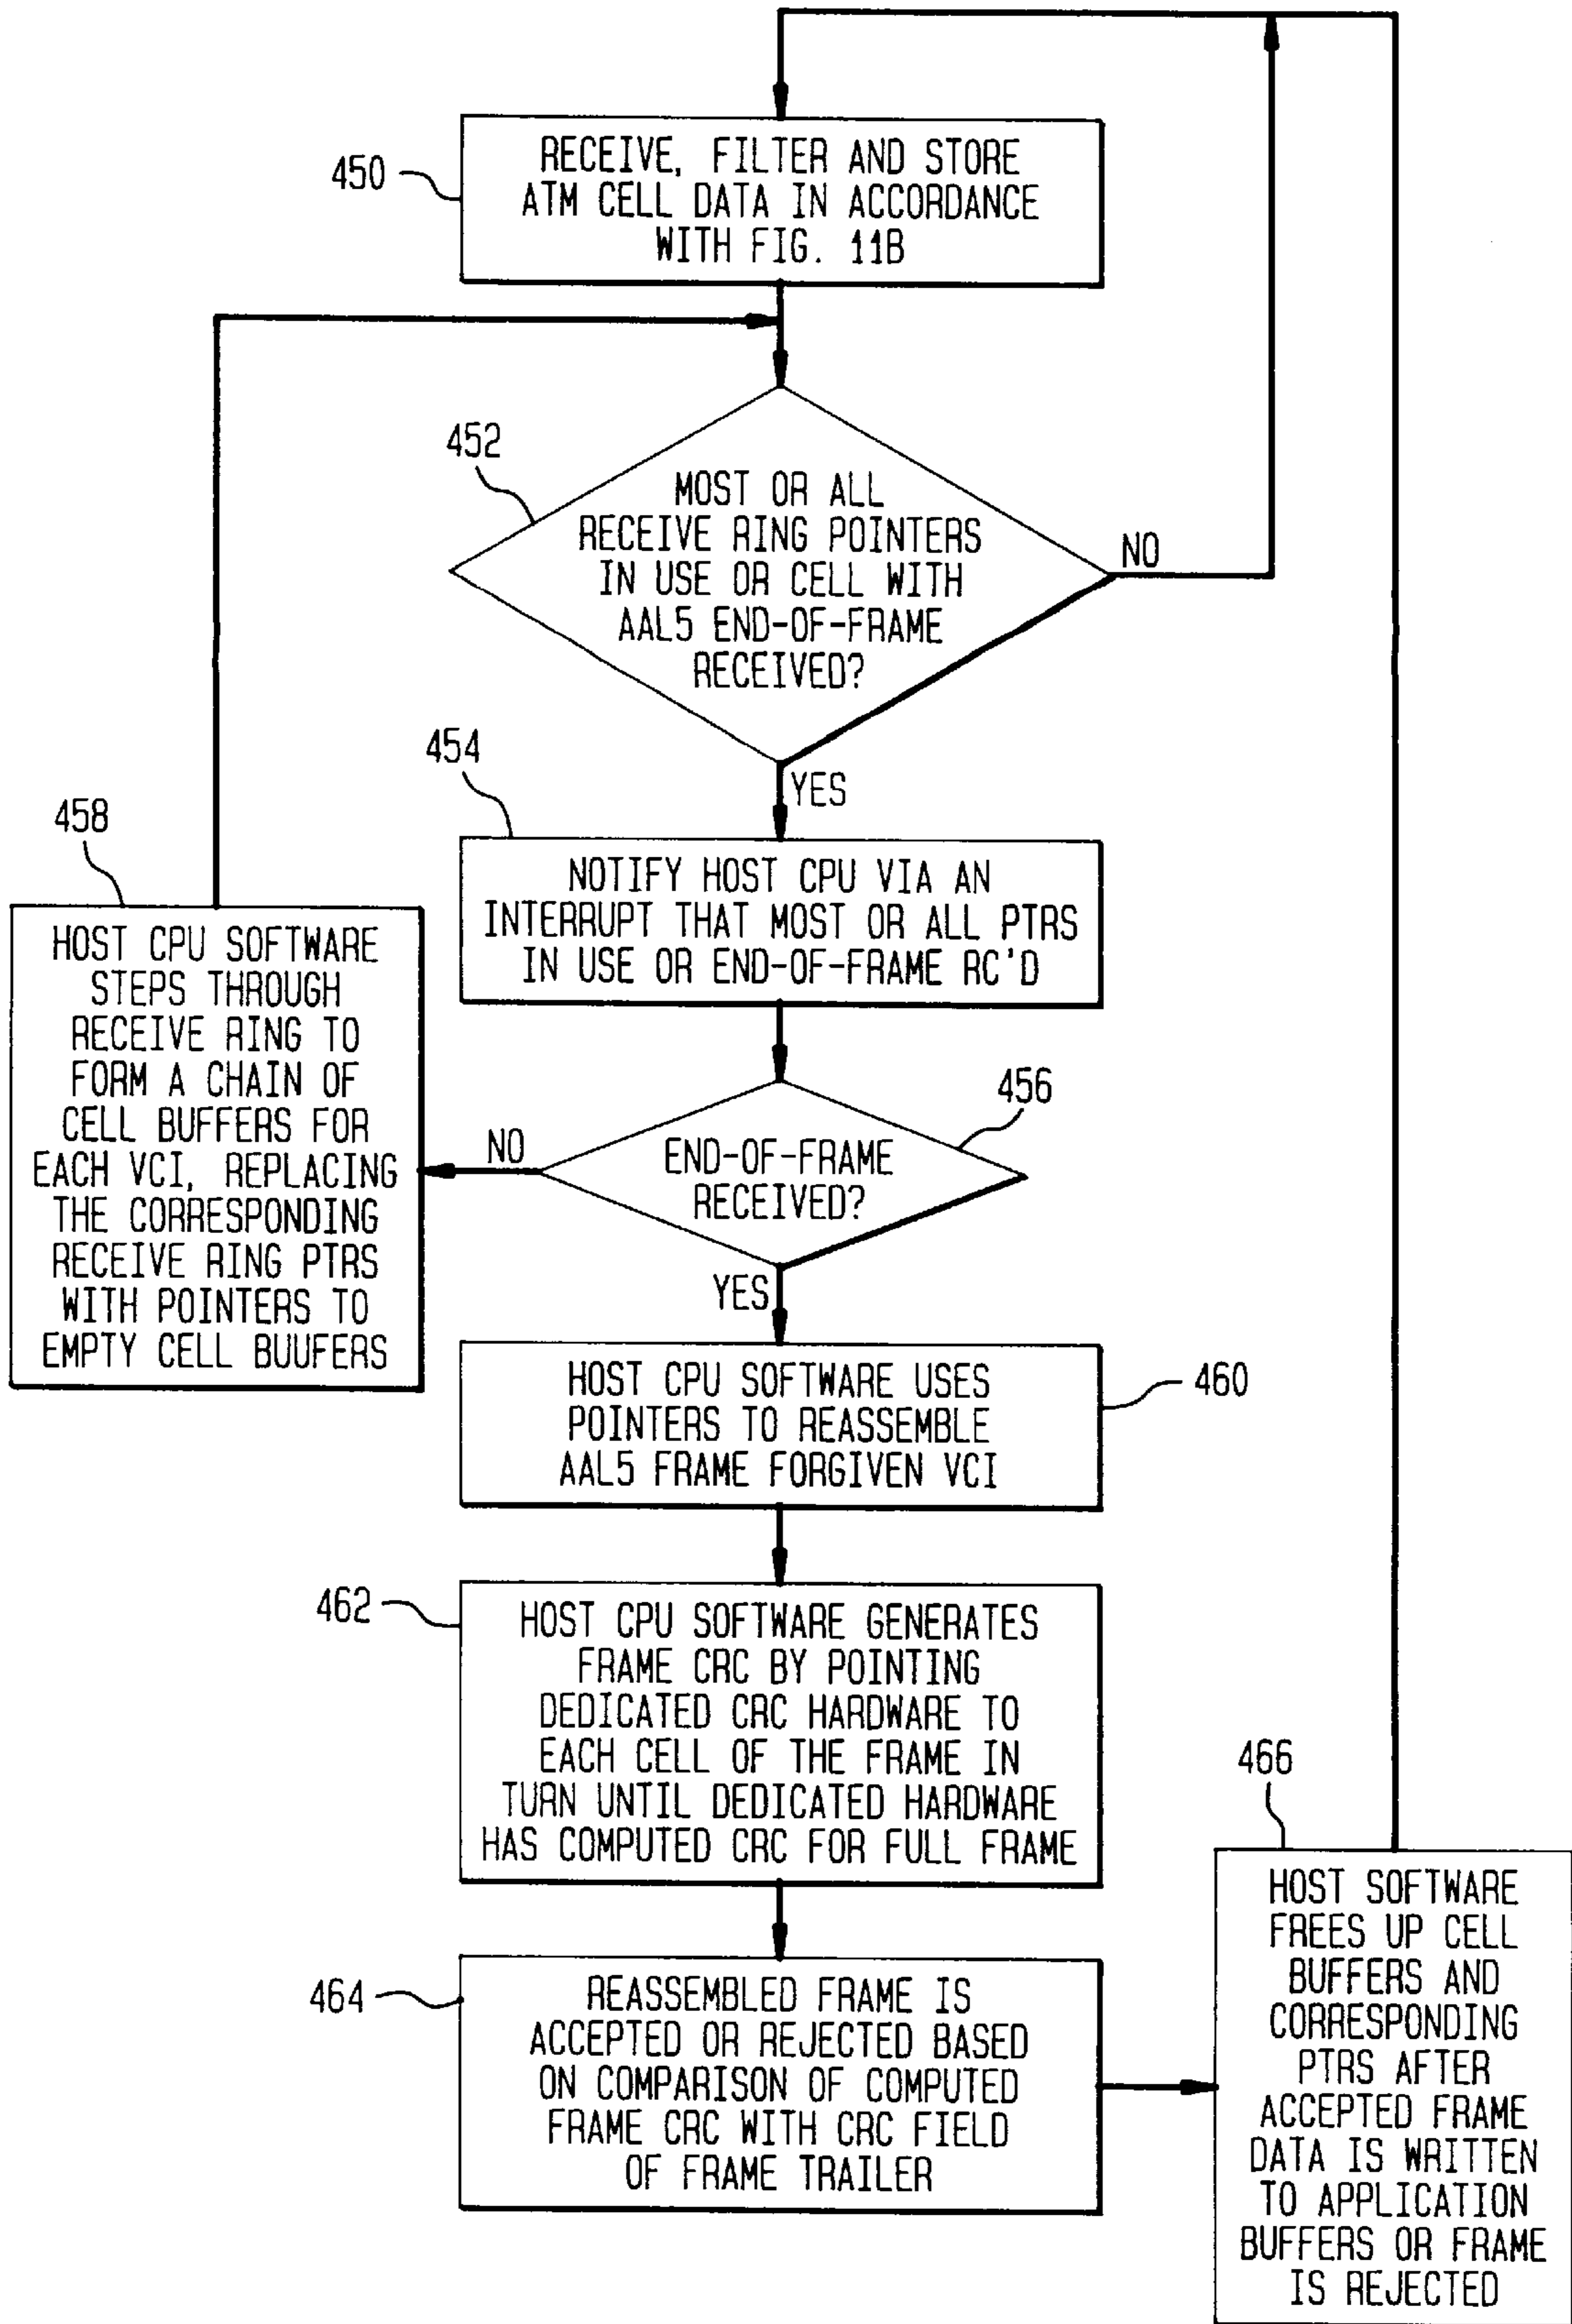 450
RECEIVE, FILTER AND STORE
ATM CELL DATA IN ACCORDANCE
WITH FIG. 11B
452
MOST OR ALL
RECEIVE RING POINTERS
IN USE OR CELL WITH
AAL5 END-OF-FRAME
RECEIVED?
NO
YES
454
NOTIFY HOST CPU VIA AN
INTERRUPT THAT MOST OR ALL PTRS
IN USE OR END-OF-FRAME RC'D
456
END-OF-FRAME
RECEIVED?
NO
YES
458
HOST CPU SOFTWARE
STEPS THROUGH
RECEIVE RING TO
FORM A CHAIN OF
CELL BUFFERS FOR
EACH VCI, REPLACING
THE CORRESPONDING
RECEIVE RING PTRS
WITH POINTERS TO
EMPTY CELL BUUFERS
460
HOST CPU SOFTWARE USES
POINTERS TO REASSEMBLE
AAL5 FRAME FORGIVEN VCI
462
HOST CPU SOFTWARE GENERATES
FRAME CRC BY POINTING
DEDICATED CRC HARDWARE TO
EACH CELL OF THE FRAME IN
TURN UNTIL DEDICATED HARDWARE
HAS COMPUTED CRC FOR FULL FRAME
464
REASSEMBLED FRAME IS
ACCEPTED OR REJECTED BASED
ON COMPARISON OF COMPUTED
FRAME CRC WITH CRC FIELD
OF FRAME TRAILER
466
HOST SOFTWARE
FREES UP CELL
BUFFERS AND
CORRESPONDING
PTRS AFTER
ACCEPTED FRAME
DATA IS WRITTEN
TO APPLICATION
BUFFERS OR FRAME
IS REJECTED